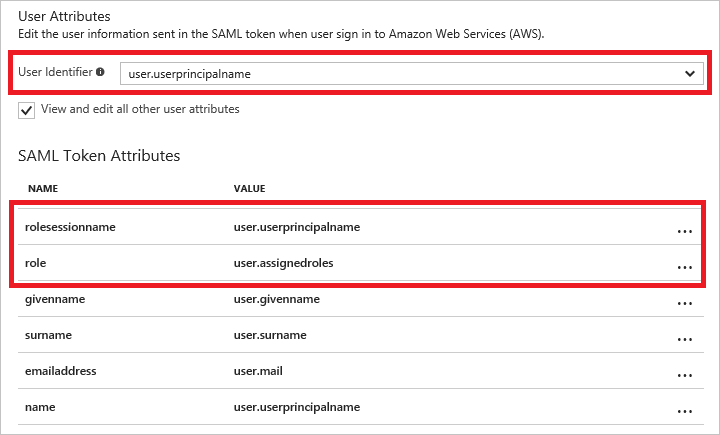 User Attributes
Edit the user information sent in the SAML token when user sign in to Amazon Web Services (AWS).
User Identifier user.userprincipalname
View and edit all other user attributes
SAML Token Attributes
NAME VALUE
rolesessionname user.userprincipalname ...
role user.assignedroles ...
givenname user.givenname ...
surname user.surname ...
emailaddress user.mail ...
name user.userprincipalname ...